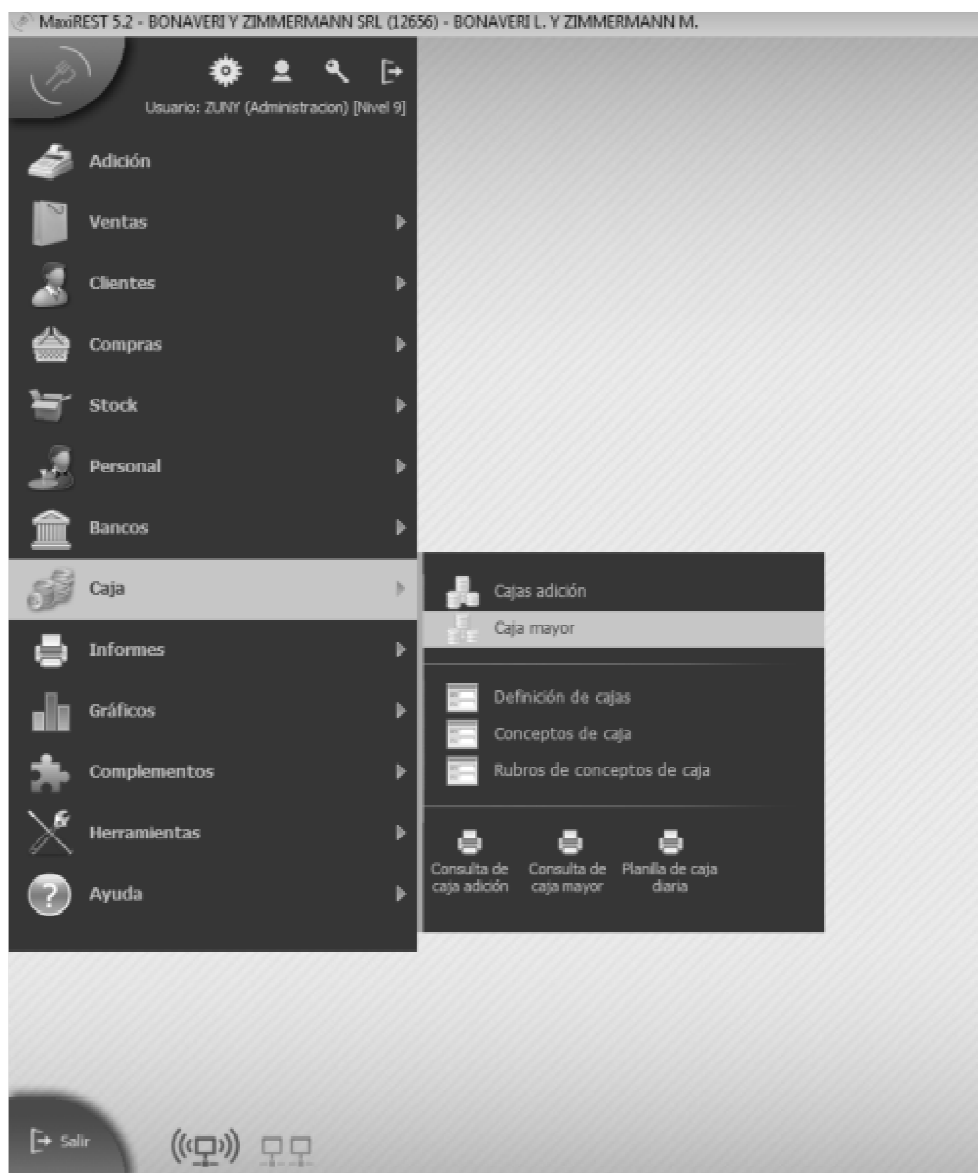 MaxiREST 5.2 - BONAVERI Y ZIMMERMANN SRL (12656) - BONAVERI L. Y ZIMMERMANN M.
Usuario: ZUNY (Administracion) [Nivel 9]
Adición
Ventas
Clientes
Compras
Stock
Personal
Bancos
Caja
Informes
Gráficos
Complementos
Herramientas
Ayuda
Cajas adición
Caja mayor
Definición de cajas
Conceptos de caja
Rubros de conceptos de caja
Consulta de caja adición
Consulta de caja mayor
Planilla de caja diaria
Salir